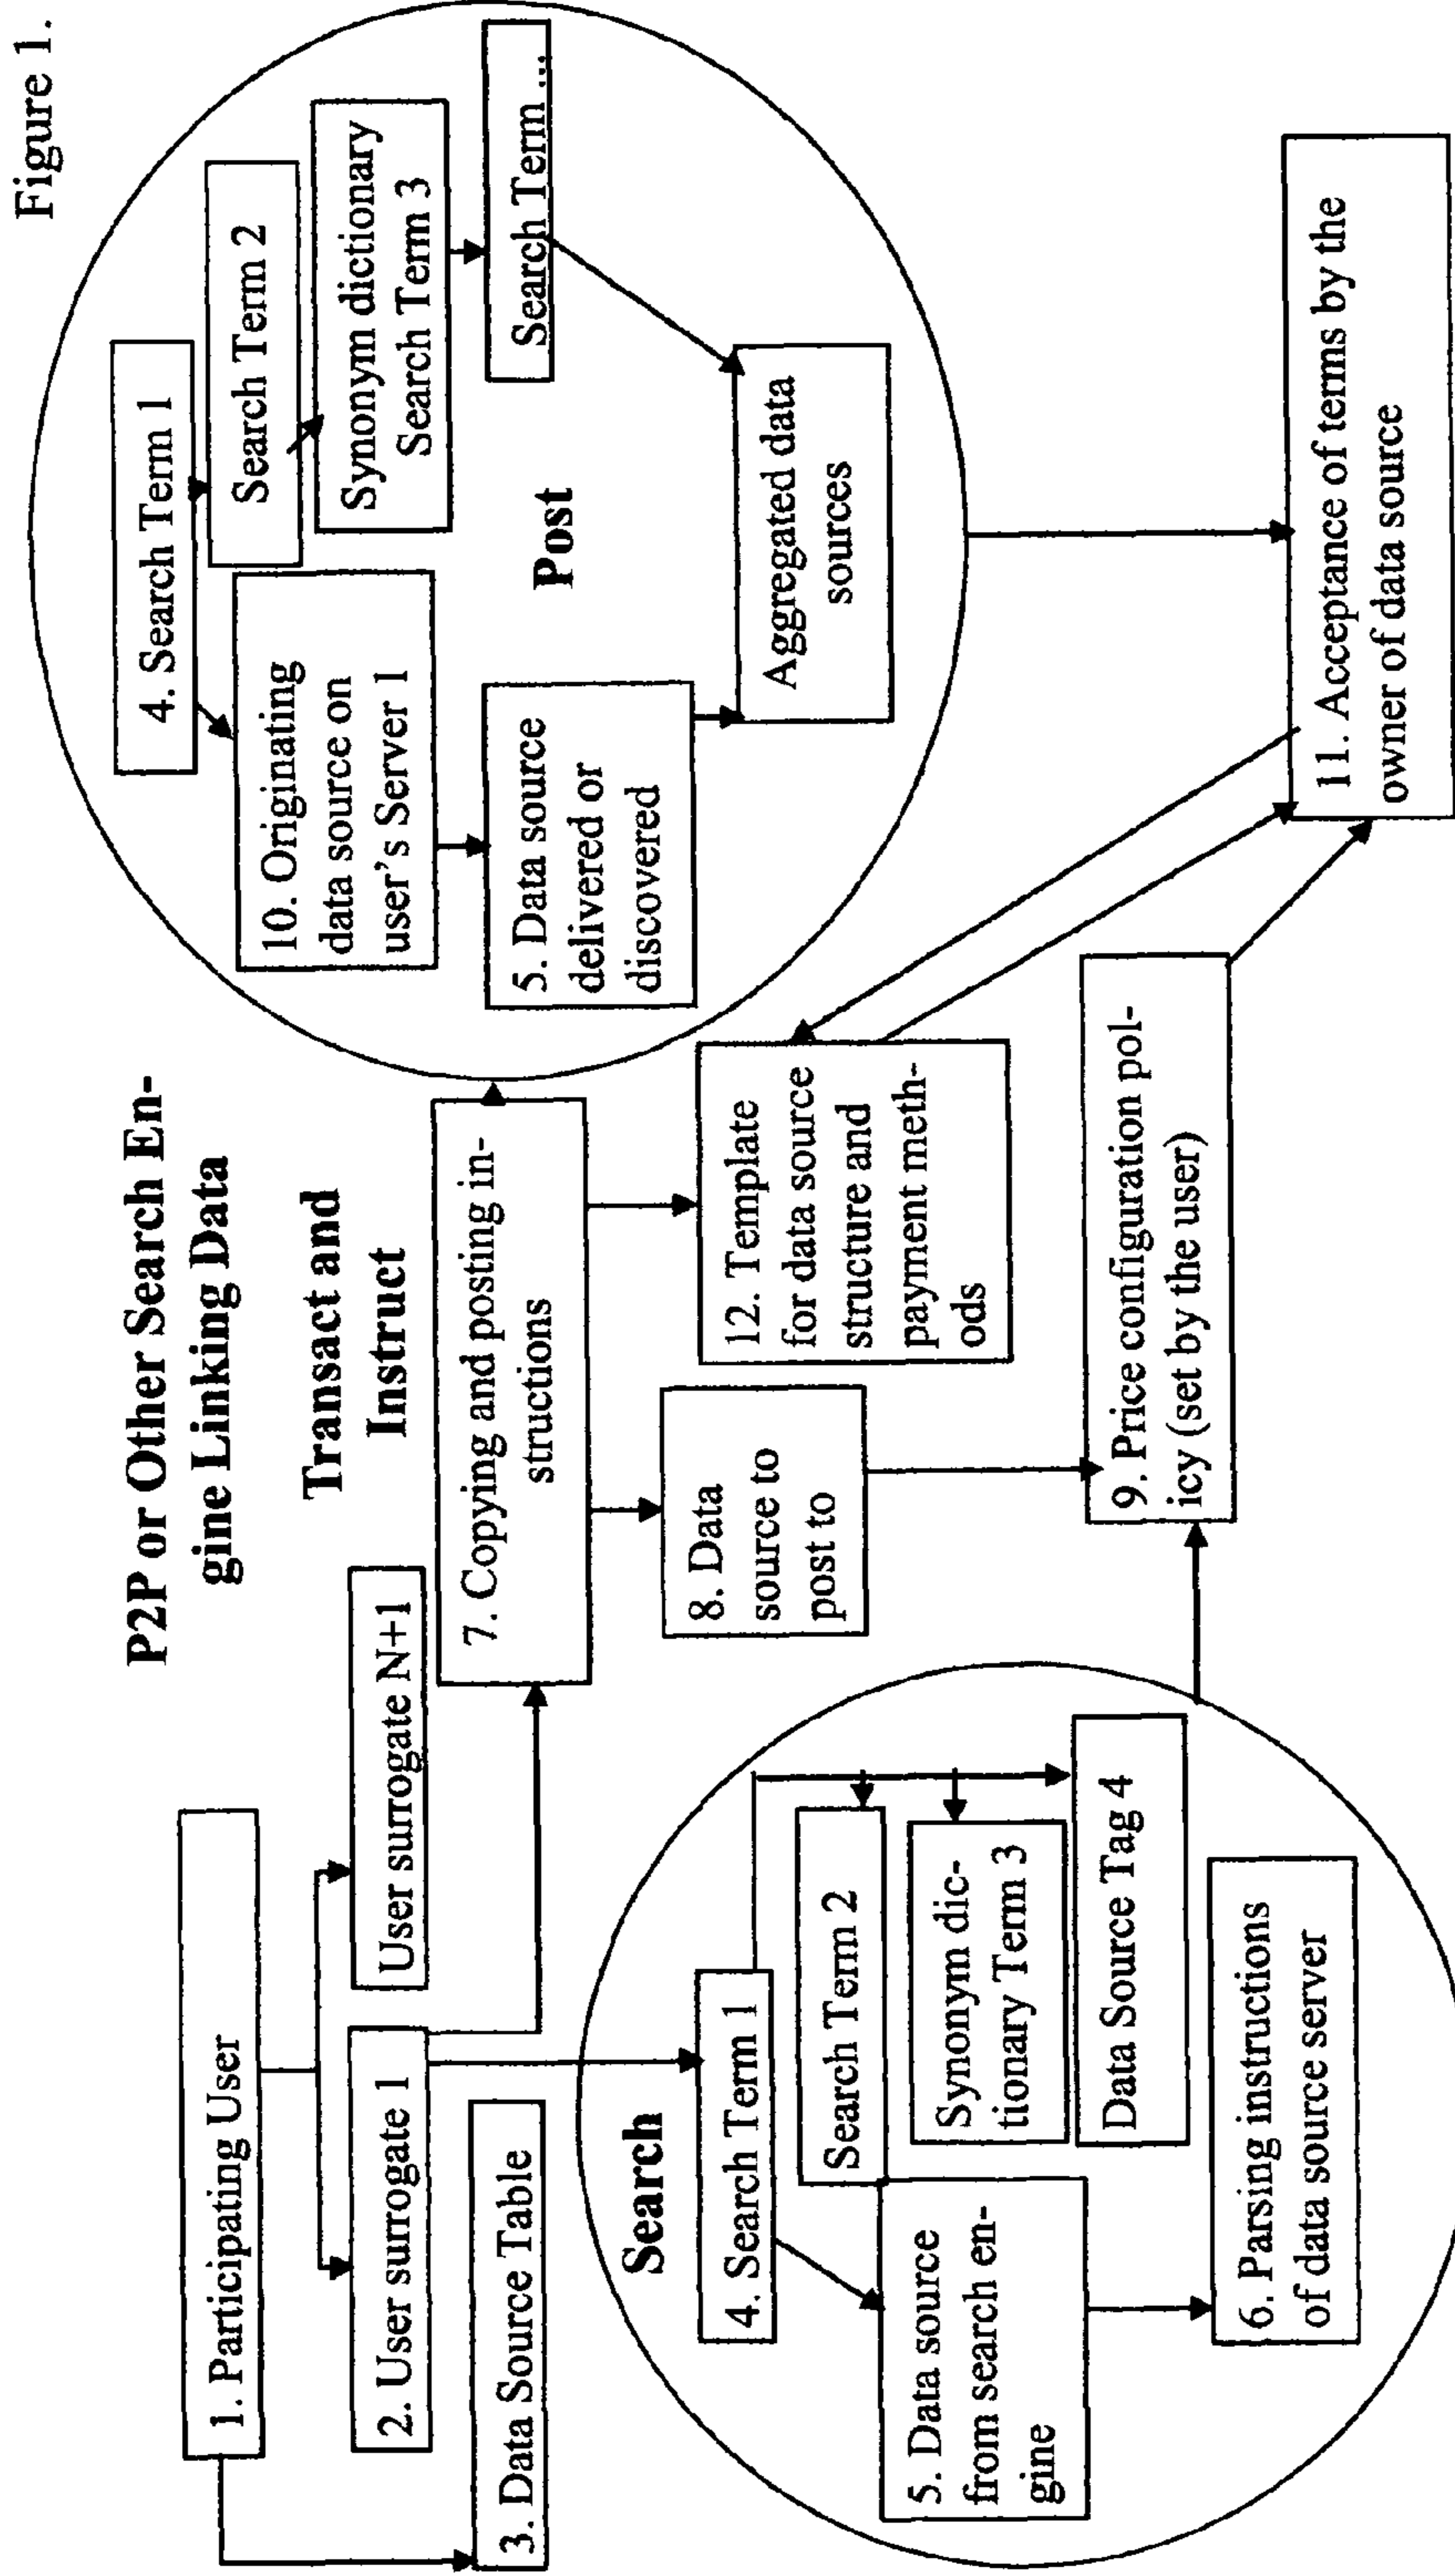 Figure 1.
P2P or Other Search En-
gine Linking Data
1. Participating User
2. User surrogate 1
User surrogate N+1
3. Data Source Table
Transact and
Instruct
7. Copying and posting in-
structions
8. Data
source to
post to
12. Template
for data source
structure and
payment meth-
ods
9. Price configuration pol-
icy (set by the user)
Search
4. Search Term 1
Search Term 2
Synonym dic-
tionary Term 3
Data Source Tag 4
5. Data source
from search en-
gine
6. Parsing instructions
of data source server
4. Search Term 1
Search Term 2
Synonym dictionary
Search Term 3
Search Term ...
10. Originating
data source on
user's Server 1
5. Data source
delivered or
discovered
Post
Aggregated data
sources
11. Acceptance of terms by the
owner of data source